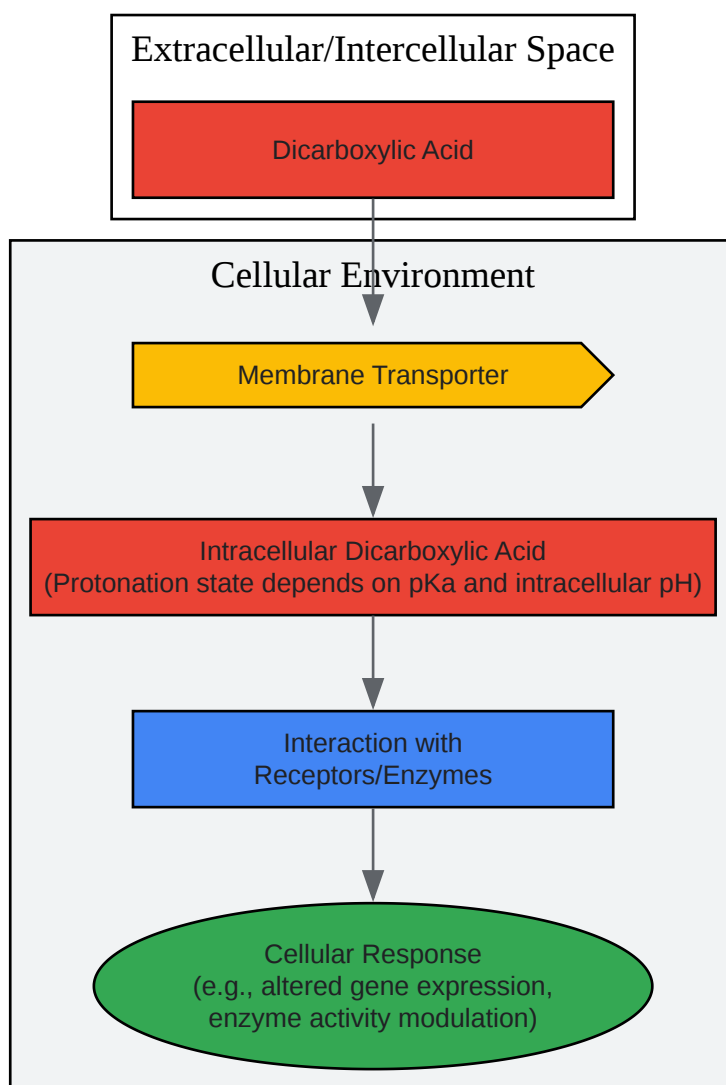 Extracellular/Intercellular Space
Dicarboxylic Acid
Cellular Environment
Membrane Transporter
Intracellular Dicarboxylic Acid
(Protonation state depends on pKa and intracellular pH)
Interaction with
Receptors/Enzymes
Cellular Response
(e.g., altered gene expression,
enzyme activity modulation)